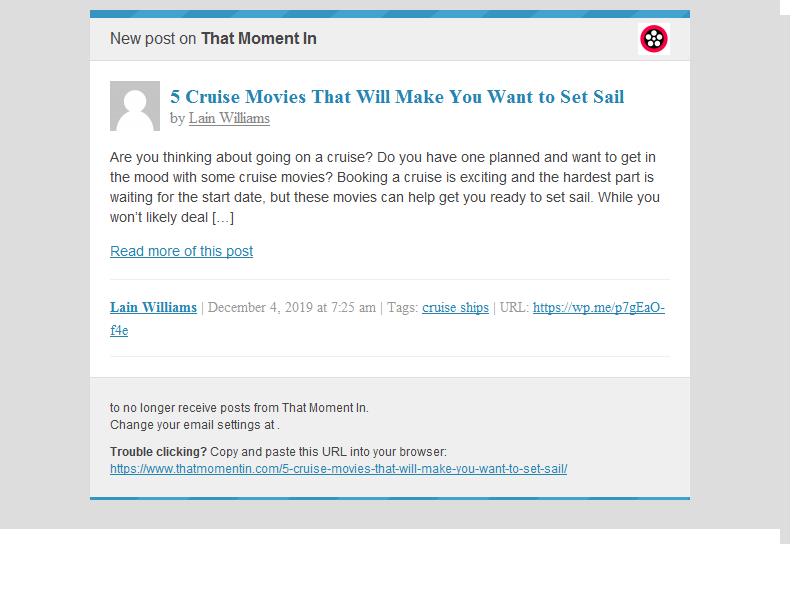 New post on That Moment In
5 Cruise Movies That Will Make You Want to Set Sail
by Lain Williams
Are you thinking about going on a cruise? Do you have one planned and want to get in
the mood with some cruise movies? Booking a cruise is exciting and the hardest part is
waiting for the start date, but these movies can help get you ready to set sail. While you
won’t likely deal […]
Read more of this post
Lain Williams | December 4, 2019 at 7:25 am | Tags: cruise ships | URL: https://wp.me/p7gEaO-
f4e
to no longer receive posts from That Moment In.
Change your email settings at .
Trouble clicking? Copy and paste this URL into your browser:
https://www.thatmomentin.com/5-cruise-movies-that-will-make-you-want-to-set-sail/